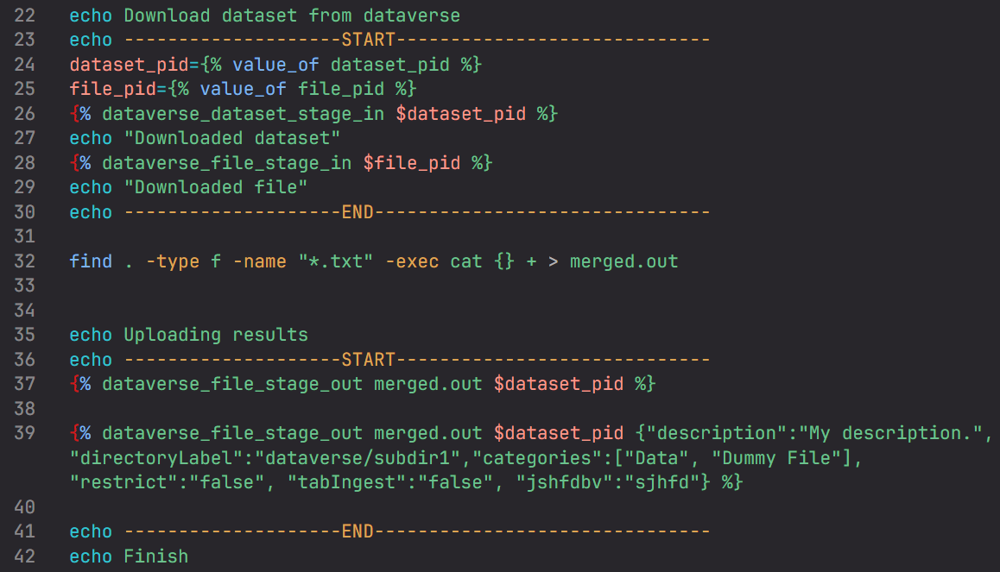 22 echo Download dataset from dataverse
23 echo --------------------START-----------------------------
24 dataset_pid={% value_of dataset_pid %}
25 file_pid={% value_of file_pid %}
26 {% dataverse_dataset_stage_in $dataset_pid %}
27 echo "Downloaded dataset"
28 {% dataverse_file_stage_in $file_pid %}
29 echo "Downloaded file"
30 echo --------------------END-------------------------------
31
32 find . -type f -name "*.txt" -exec cat {} + > merged.out
33
34
35 echo Uploading results
36 echo --------------------START-----------------------------
37 {% dataverse_file_stage_out merged.out $dataset_pid %}
38
39 {% dataverse_file_stage_out merged.out $dataset_pid {"description":"My description.",
"directoryLabel":"dataverse/subdir1","categories":["Data", "Dummy File"],
"restrict":"false", "tabIngest":"false", "jshfdbv":"sjhfd"} %}
40
41 echo --------------------END-------------------------------
42 echo Finish